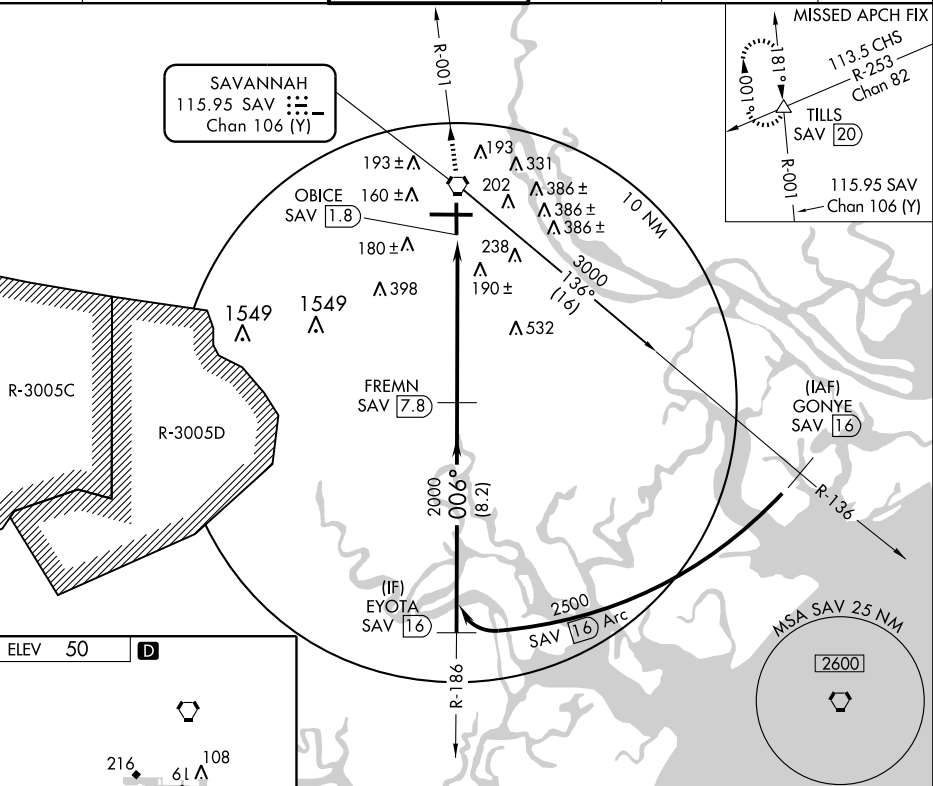 MISSED APCH FIX
113.5 CHS
R-253
Chan 82
181°
001°
TILLS
SAV 20
R-001
115.95 SAV
Chan 106 (Y)
R-001
SAVANNAH
115.95 SAV
Chan 106 (Y)
193
193 ±
331
OBICE
SAV 1.8
160 ±
202
386 ±
386 ±
386 ±
10 NM
180 ±
238
190 ±
398
3000
136°
(16)
1549
1549
532
R-3005C
R-3005D
FREMN
SAV 7.8
(IAF)
GONYE
SAV 16
R-136
2000
006°
(8.2)
(IF)
EYOTA
SAV 16
2500
SAV 16 Arc
R-186
MSA SAV 25 NM
2600
ELEV 50
D
216
19
108